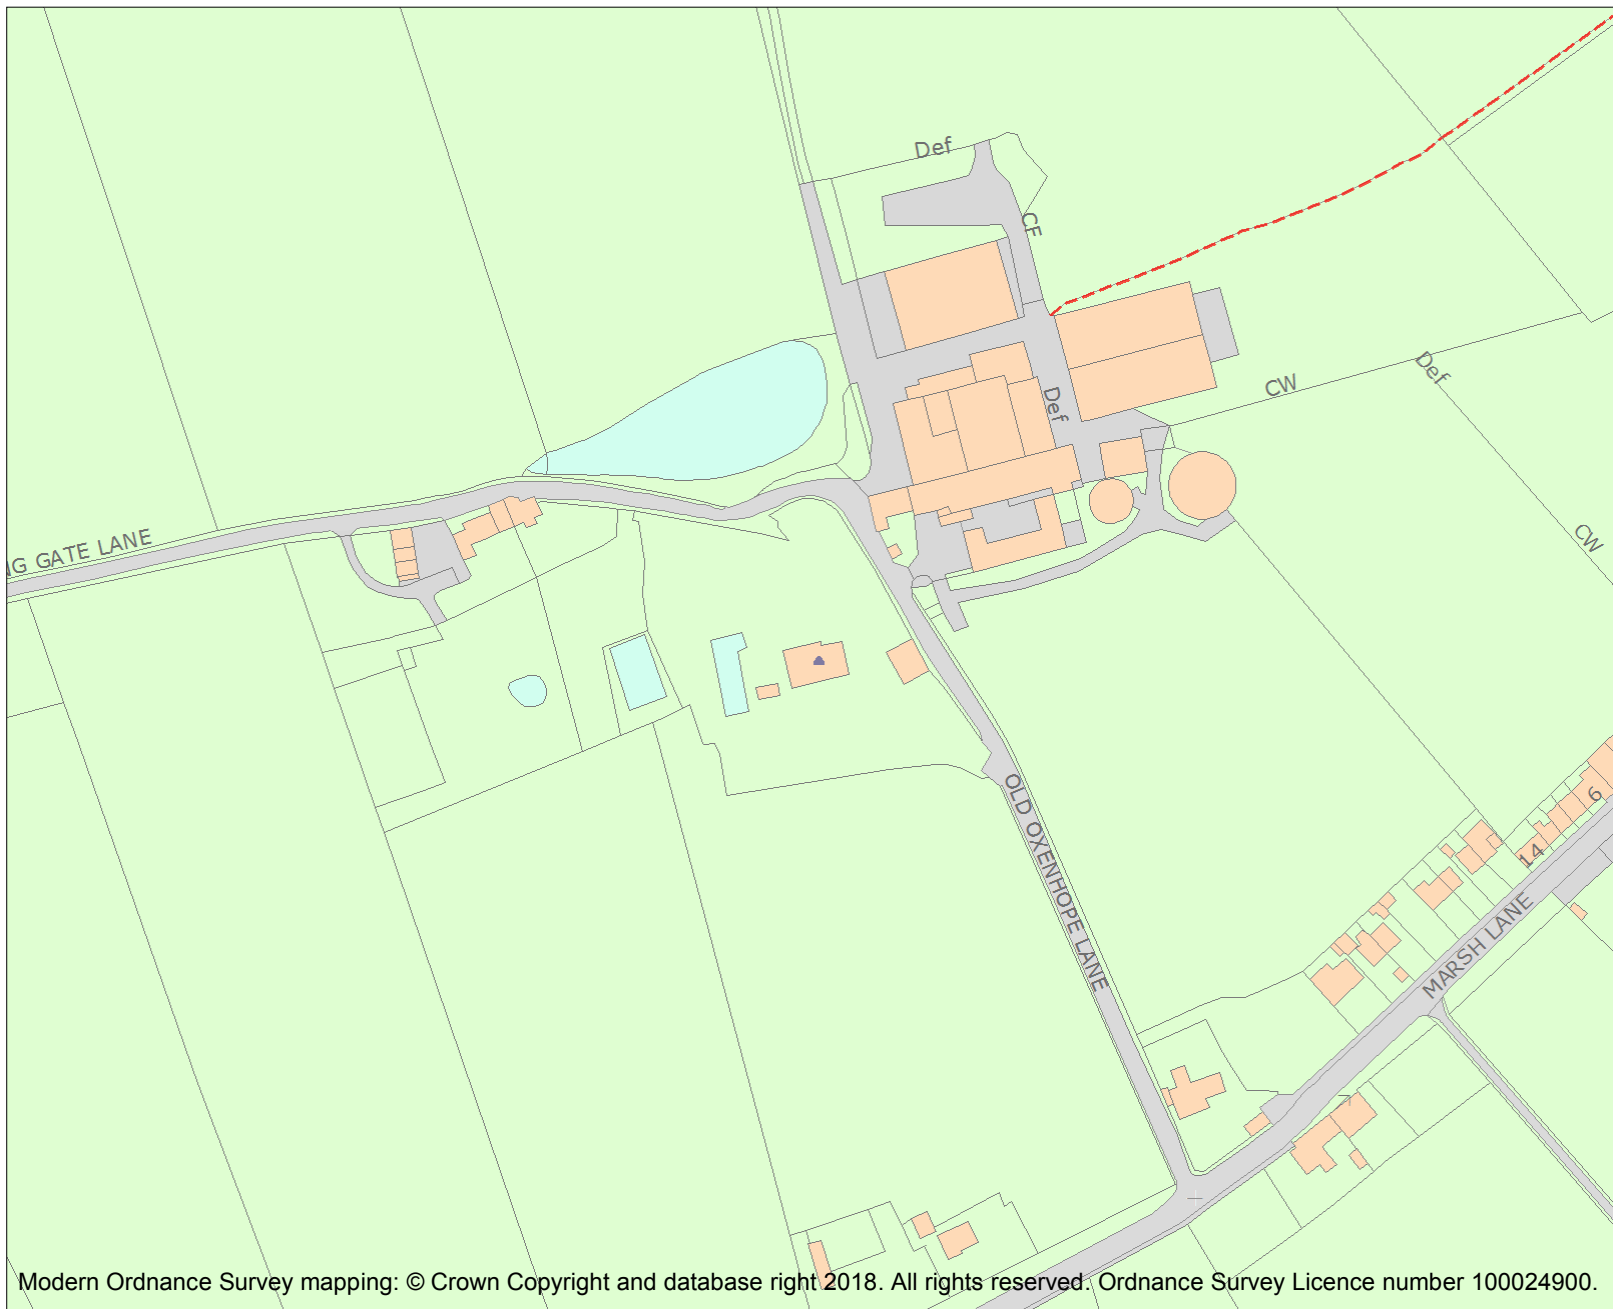 Def
CF
Def
CW
Def
CW
NG GATE LANE
OLD OXENHOPE LANE
6
14
MARSH LANE
Modern Ordnance Survey mapping: © Crown Copyright and database right 2018. All rights reserved. Ordnance Survey Licence number 100024900.